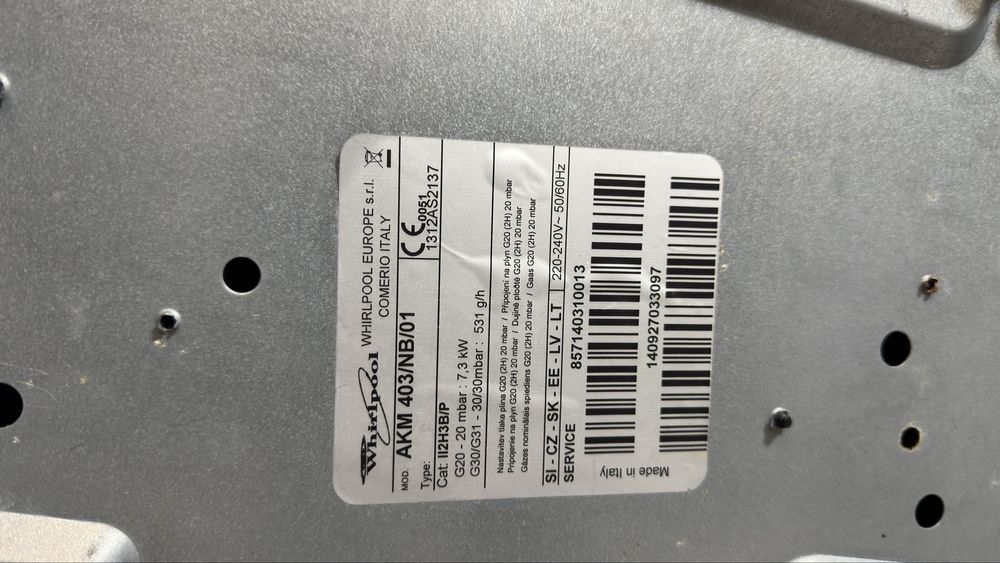 Whirlpool WHIRLPOOL EUROPE s.r.l.
COMERIO ITALY
MOD. AKM 403/NB/01
CE 0051
Type: 1312AS2137
Cat: II2H3B/P
G20 - 20 mbar : 7,3 kW
G30/G31 - 30/30mbar : 531 g/h
Nastavitev tlaka plina G20 (2H) 20 mbar / Připojení na plyn G20 (2H) 20 mbar
Pripojenie na plyn G20 (2H) 20 mbar / Dujinė plokštė G20 (2H) 20 mbar
Gāzes nominālais spiediens G20 (2H) 20 mbar / Gaas G20 (2H) 20 mbar
SI - CZ - SK - EE - LV - LT 220-240V~ 50/60Hz
SERVICE 857140310013
140927033097
Made in Italy